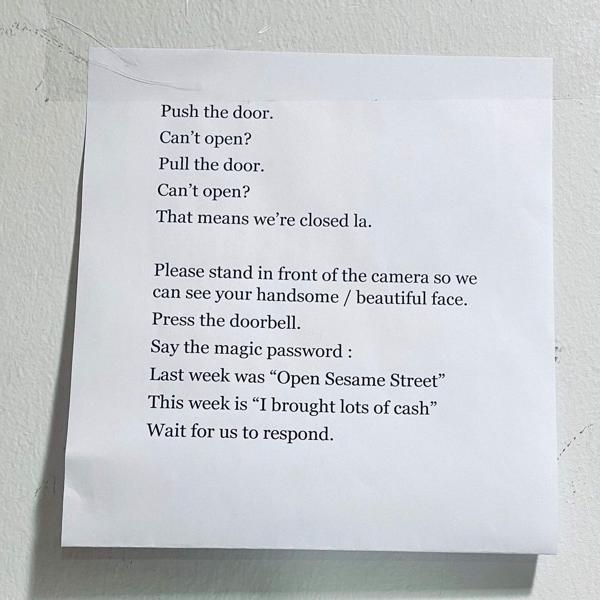 Push the door.
Can't open?
Pull the door.
Can't open?
That means we're closed la.
Please stand in front of the camera so we
can see your handsome / beautiful face.
Press the doorbell.
Say the magic password :
Last week was “Open Sesame Street”
This week is “I brought lots of cash”
Wait for us to respond.